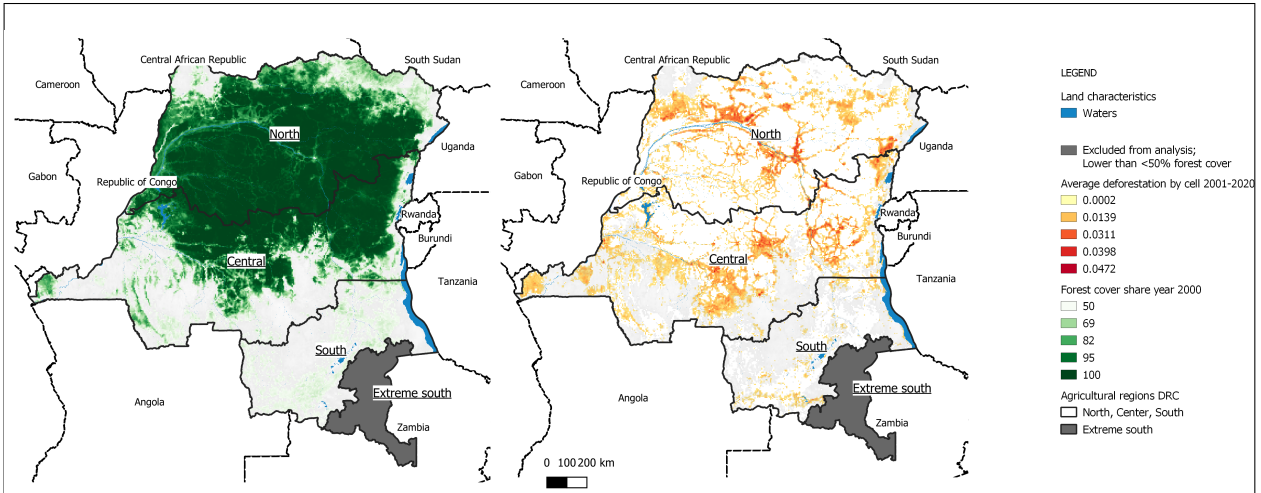 Central African Republic
South Sudan
Cameroon
North
Uganda
Gabon
Republic of Congo
Rwanda
Burundi
Central
Tanzania
South
Extreme south
Angola
Zambia
Central African Republic
South Sudan
Cameroon
North
Uganda
Gabon
Republic of Congo
Rwanda
Burundi
Central
Tanzania
South
Extreme south
Angola
Zambia
0 100 200 km
LEGEND
Land characteristics
Waters
Excluded from analysis;
Lower than <50% forest cover
Average deforestation by cell 2001-2020
0.0002
0.0139
0.0311
0.0398
0.0472
Forest cover share year 2000
50
69
82
95
100
Agricultural regions DRC
North, Center, South
Extreme south